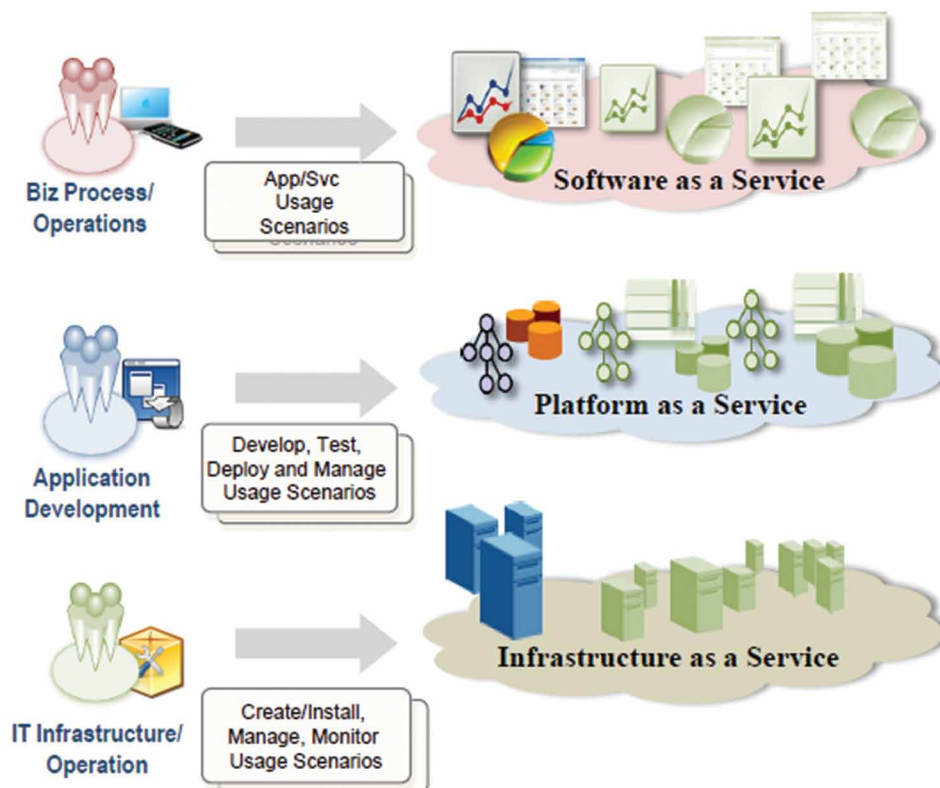 Biz Process/
Operations
App/Svc
Usage
Scenarios
Scenarios
Software as a Service
Application
Development
Develop, Test,
Deploy and Manage
Usage Scenarios
Platform as a Service
IT Infrastructure/
Operation
Create/Install,
Manage, Monitor
Usage Scenarios
Infrastructure as a Service